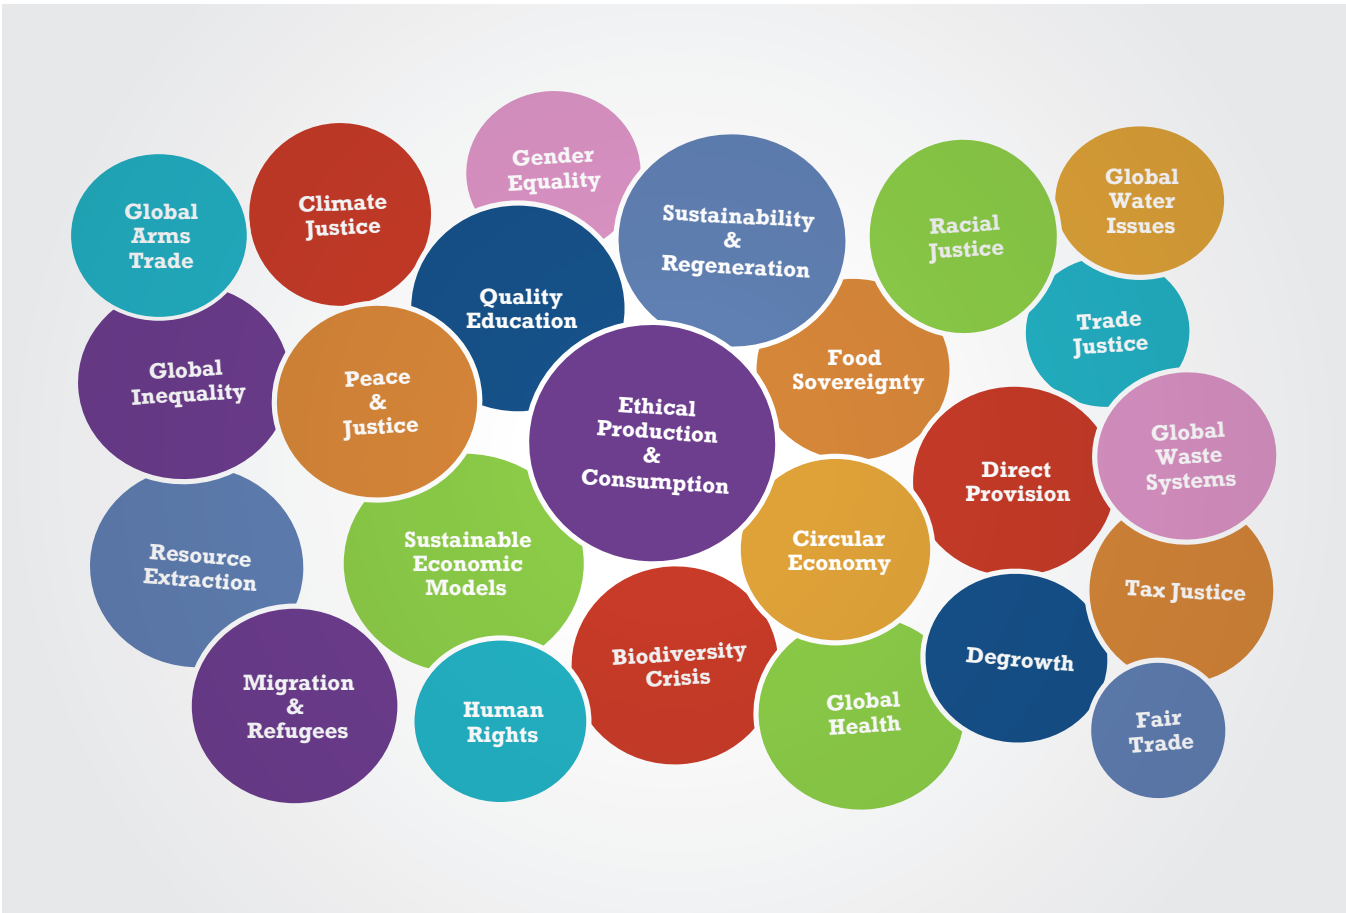 Gender
Equality
Global
Arms
Trade
Climate
Justice
Sustainability
&
Regeneration
Racial
Justice
Global
Water
Issues
Quality
Education
Trade
Justice
Global
Inequality
Peace
&
Justice
Food
Sovereignty
Ethical
Production
&
Consumption
Direct
Provision
Global
Waste
Systems
Resource
Extraction
Sustainable
Economic
Models
Circular
Economy
Tax Justice
Migration
&
Refugees
Human
Rights
Biodiversity
Crisis
Global
Health
Degrowth
Fair
Trade